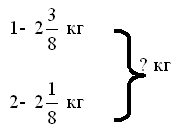 1- 2 3/8 кг
? кг
2- 2 1/8 кг